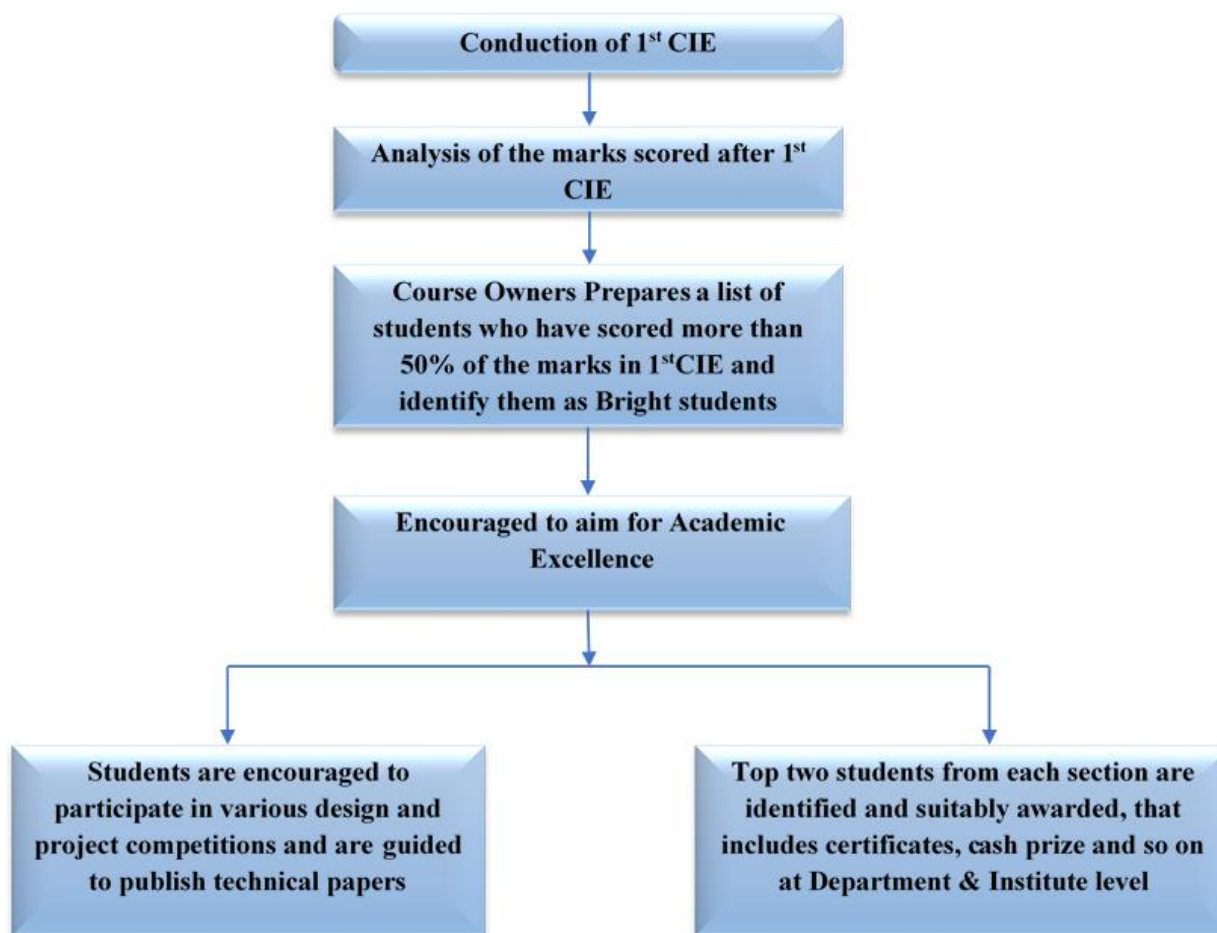 Conduction of 1st CIE
Analysis of the marks scored after 1st
CIE
Course Owners Prepares a list of
students who have scored more than
50% of the marks in 1stCIE and
identify them as Bright students
Encouraged to aim for Academic
Excellence
Students are encouraged to
participate in various design and
project competitions and are guided
to publish technical papers
Top two students from each section are
identified and suitably awarded, that
includes certificates, cash prize and so on
at Department & Institute level